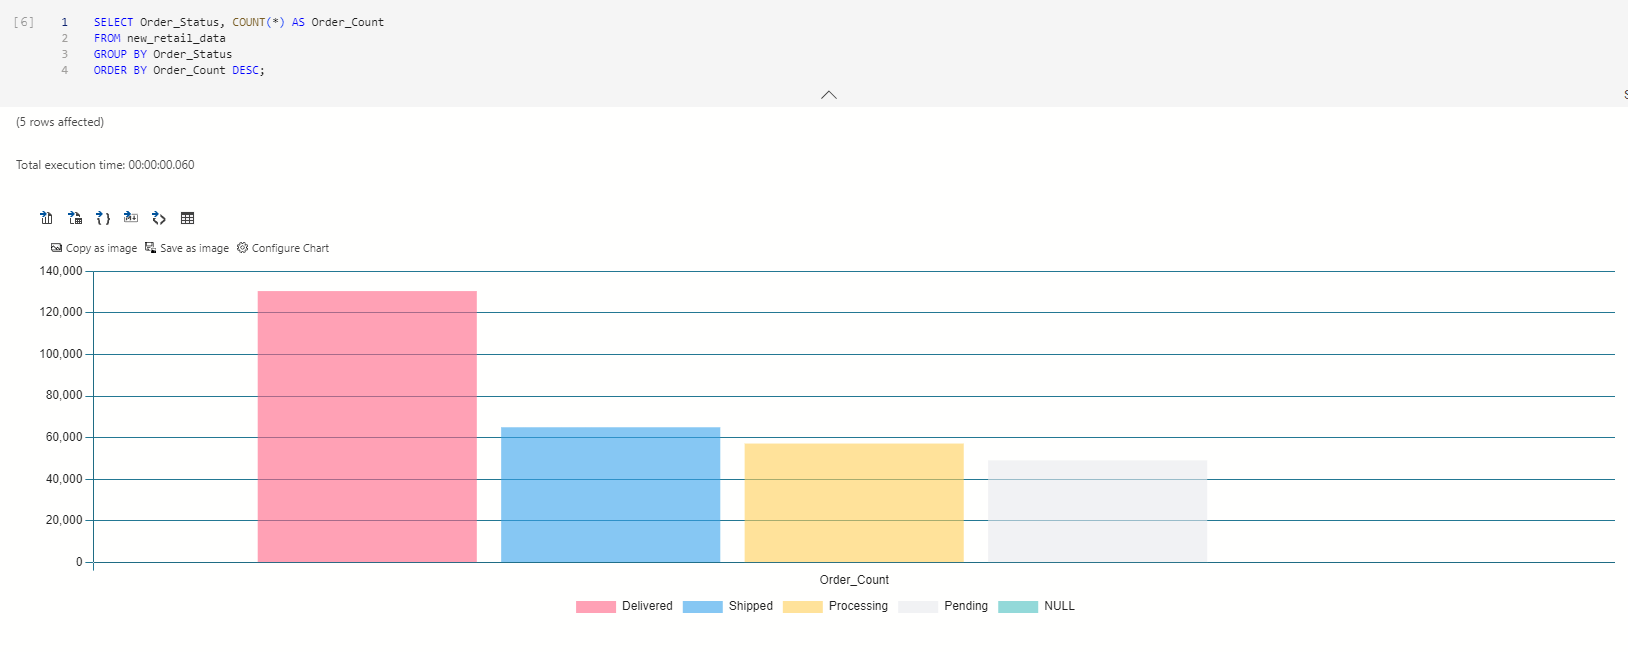 [6] 1 SELECT Order_Status, COUNT(*) AS Order_Count
2 FROM new_retail_data
3 GROUP BY Order_Status
4 ORDER BY Order_Count DESC;
(5 rows affected)
Total execution time: 00:00:00.060
Copy as image Save as image Configure Chart
140,000
120,000
100,000
80,000
60,000
40,000
20,000
0
Order_Count
Delivered Shipped Processing Pending NULL